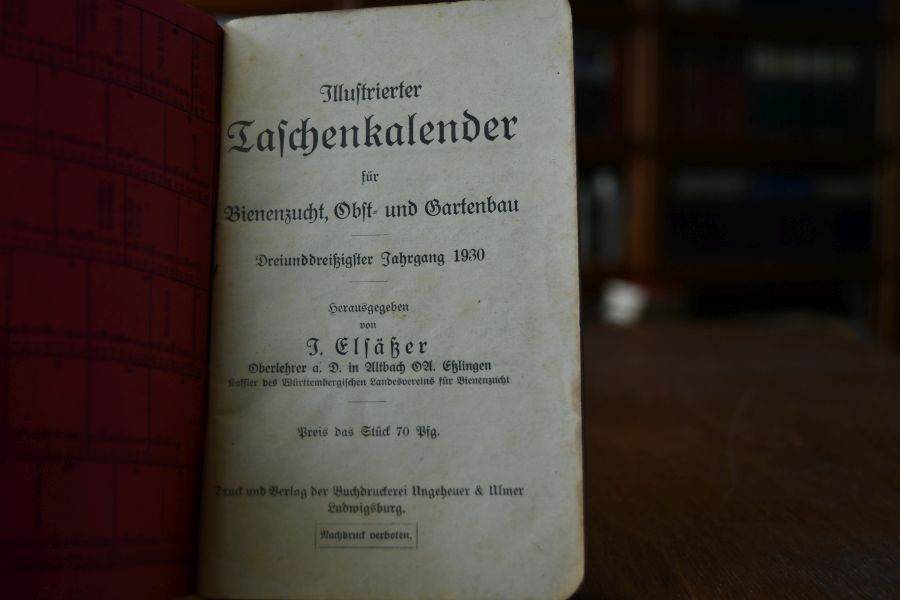 Illustrierter
Taschenkalender
für
Bienenzucht, Obst- und Gartenbau
Dreiunddreißigster Jahrgang 1930
Herausgegeben
von
J. Elsäßer
Oberlehrer a. D. in Altbach OA. Eßlingen
Kassier des Württembergischen Landesvereins für Bienenzucht
Preis das Stück 70 Pfg.
Druck und Verlag der Buchdruckerei Ungeheuer & Ulmer
Ludwigsburg.
Nachdruck verboten.